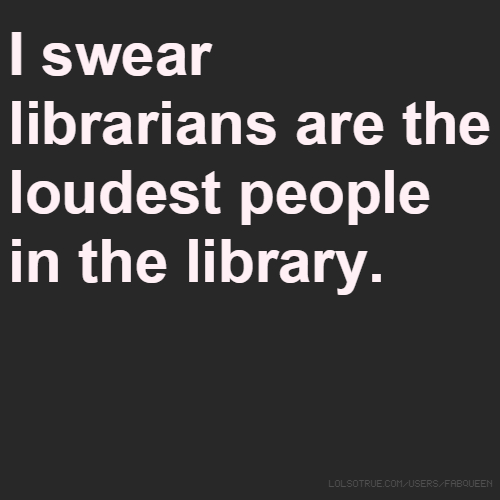 I swear
librarians are the
loudest people
in the library.
LOLSOTRUE.COM/USERS/FABQUEEN